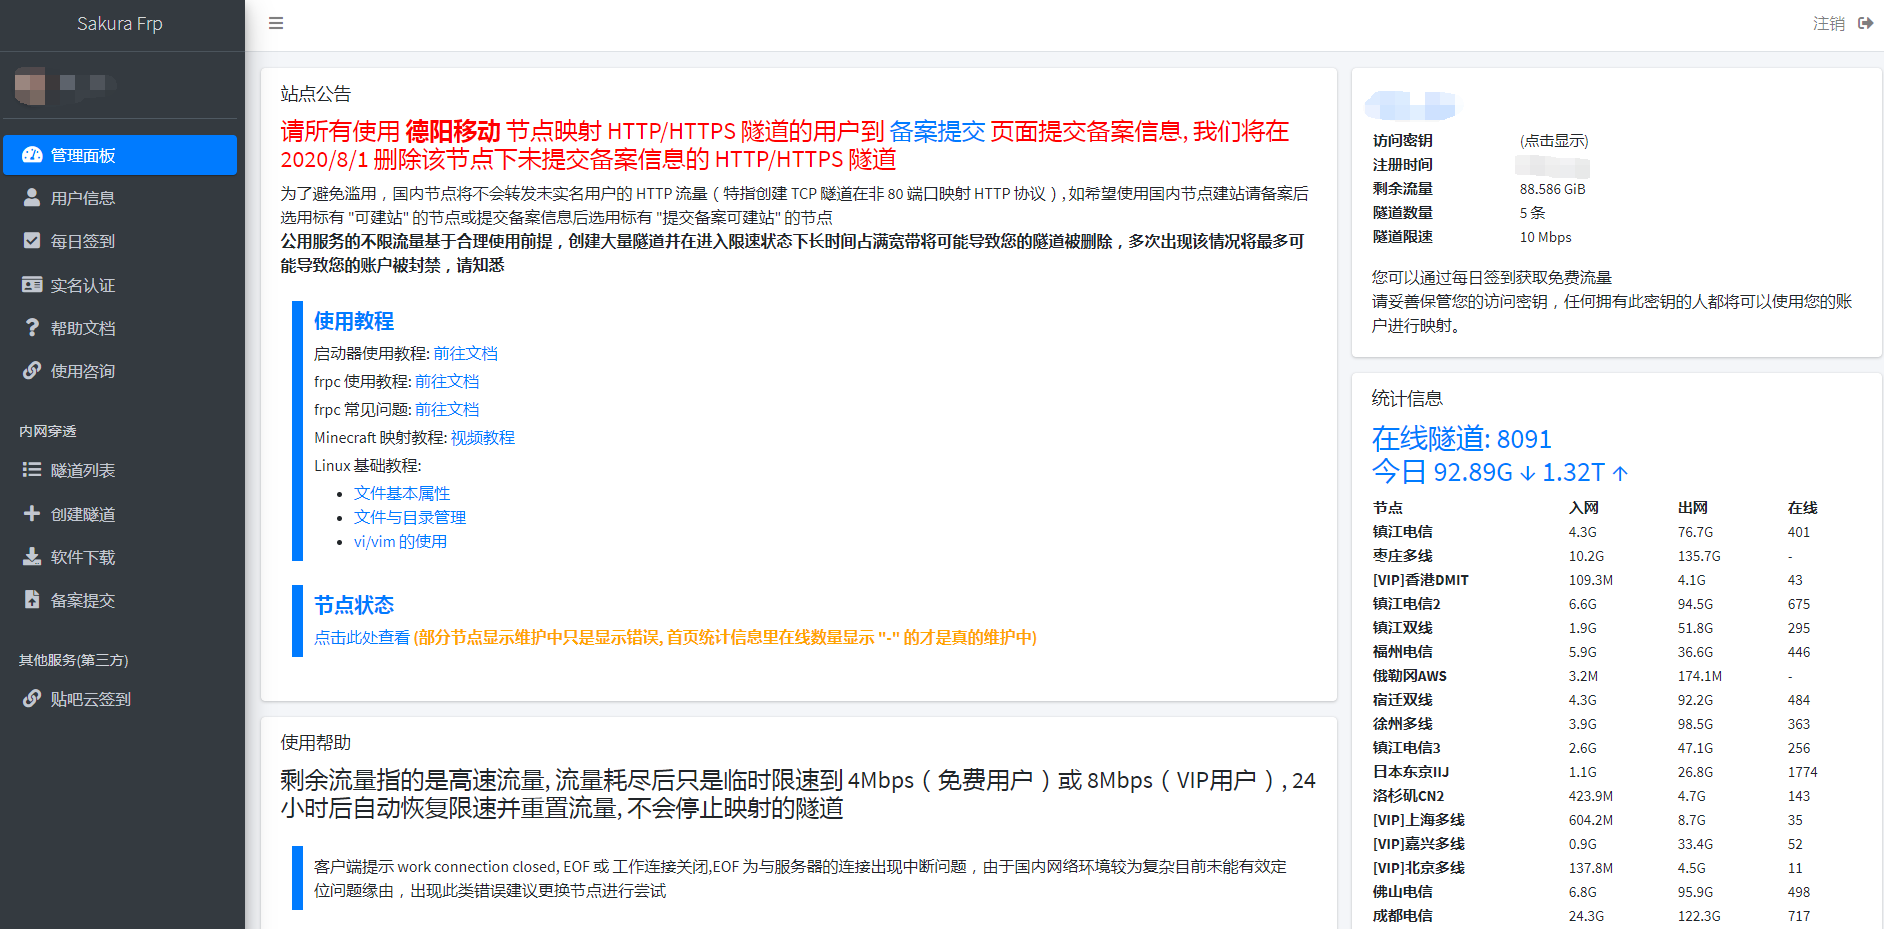 Sakura Frp
管理面板
用户信息
每日签到
实名认证
帮助文档
使用咨询
内网穿透
隧道列表
创建隧道
软件下载
备案提交
其他服务(第三方)
贴吧云签到
注销
站点公告
请所有使用 德阳移动 节点映射 HTTP/HTTPS 隧道的用户到 备案提交 页面提交备案信息, 我们将在
2020/8/1 删除该节点下未提交备案信息的 HTTP/HTTPS 隧道
为了避免滥用，国内节点将不会转发未实名用户的 HTTP 流量（特指创建 TCP 隧道在非 80 端口映射 HTTP 协议）, 如希望使用国内节点建站请备案后
选用标有 "可建站" 的节点或提交备案信息后选用标有 "提交备案可建站" 的节点
公用服务的不限流量基于合理使用前提，创建大量隧道并在进入限速状态下长时间占满宽带将可能导致您的隧道被删除，多次出现该情况将最多可
能导致您的账户被封禁，请知悉
使用教程
启动器使用教程: 前往文档
frpc 使用教程: 前往文档
frpc 常见问题: 前往文档
Minecraft 映射教程: 视频教程
Linux 基础教程:
• 文件基本属性
• 文件与目录管理
• vi/vim 的使用
节点状态
点击此处查看 (部分节点显示维护中只是显示错误, 首页统计信息里在线数量显示 "-" 的才是真的维护中)
使用帮助
剩余流量指的是高速流量, 流量耗尽后只是临时限速到 4Mbps（免费用户）或 8Mbps（VIP用户）, 24
小时后自动恢复限速并重置流量, 不会停止映射的隧道
客户端提示 work connection closed, EOF 或 工作连接关闭,EOF 为与服务器的连接出现中断问题，由于国内网络环境较为复杂目前未能有效定
位问题缘由，出现此类错误建议更换节点进行尝试
访问密钥 (点击显示)
注册时间
剩余流量 88.586 GiB
隧道数量 5 条
隧道限速 10 Mbps
您可以通过每日签到获取免费流量
请妥善保管您的访问密钥，任何拥有此密钥的人都将可以使用您的账
户进行映射。
统计信息
在线隧道: 8091
今日 92.89G ↓ 1.32T ↑
节点 入网 出网 在线
镇江电信 4.3G 76.7G 401
枣庄多线 10.2G 135.7G -
[VIP]香港DMIT 109.3M 4.1G 43
镇江电信2 6.6G 94.5G 675
镇江双线 1.9G 51.8G 295
福州电信 5.9G 36.6G 446
俄勒冈AWS 3.2M 174.1M -
宿迁双线 4.3G 92.2G 484
徐州多线 3.9G 98.5G 363
镇江电信3 2.6G 47.1G 256
日本东京IIJ 1.1G 26.8G 1774
洛杉矶CN2 423.9M 4.7G 143
[VIP]上海多线 604.2M 8.7G 35
[VIP]嘉兴多线 0.9G 33.4G 52
[VIP]北京多线 137.8M 4.5G 11
佛山电信 6.8G 95.9G 498
成都电信 24.3G 122.3G 717